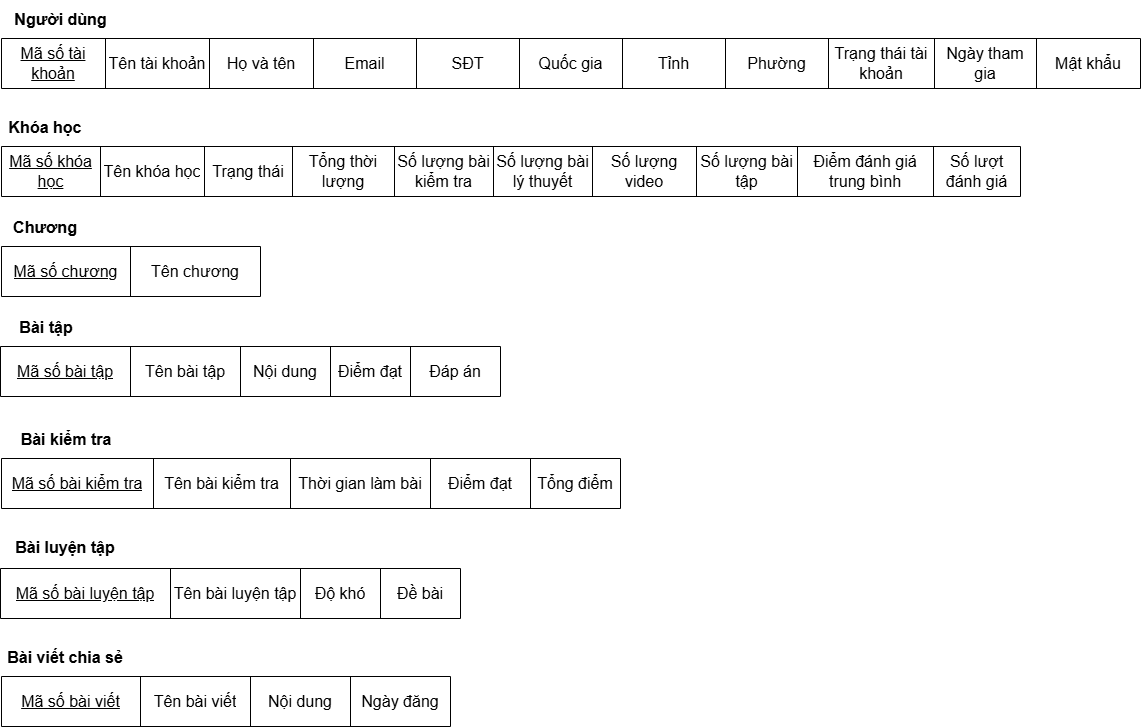 Người dùng
Mã số tài khoản
Tên tài khoản
Họ và tên
Email
SĐT
Quốc gia
Tỉnh
Phường
Trạng thái tài khoản
Ngày tham gia
Mật khẩu
Khóa học
Mã số khóa học
Tên khóa học
Trạng thái
Tổng thời lượng
Số lượng bài kiểm tra
Số lượng bài lý thuyết
Số lượng video
Số lượng bài tập
Điểm đánh giá trung bình
Số lượt đánh giá
Chương
Mã số chương
Tên chương
Bài tập
Mã số bài tập
Tên bài tập
Nội dung
Điểm đạt
Đáp án
Bài kiểm tra
Mã số bài kiểm tra
Tên bài kiểm tra
Thời gian làm bài
Điểm đạt
Tổng điểm
Bài luyện tập
Mã số bài luyện tập
Tên bài luyện tập
Độ khó
Đề bài
Bài viết chia sẻ
Mã số bài viết
Tên bài viết
Nội dung
Ngày đăng